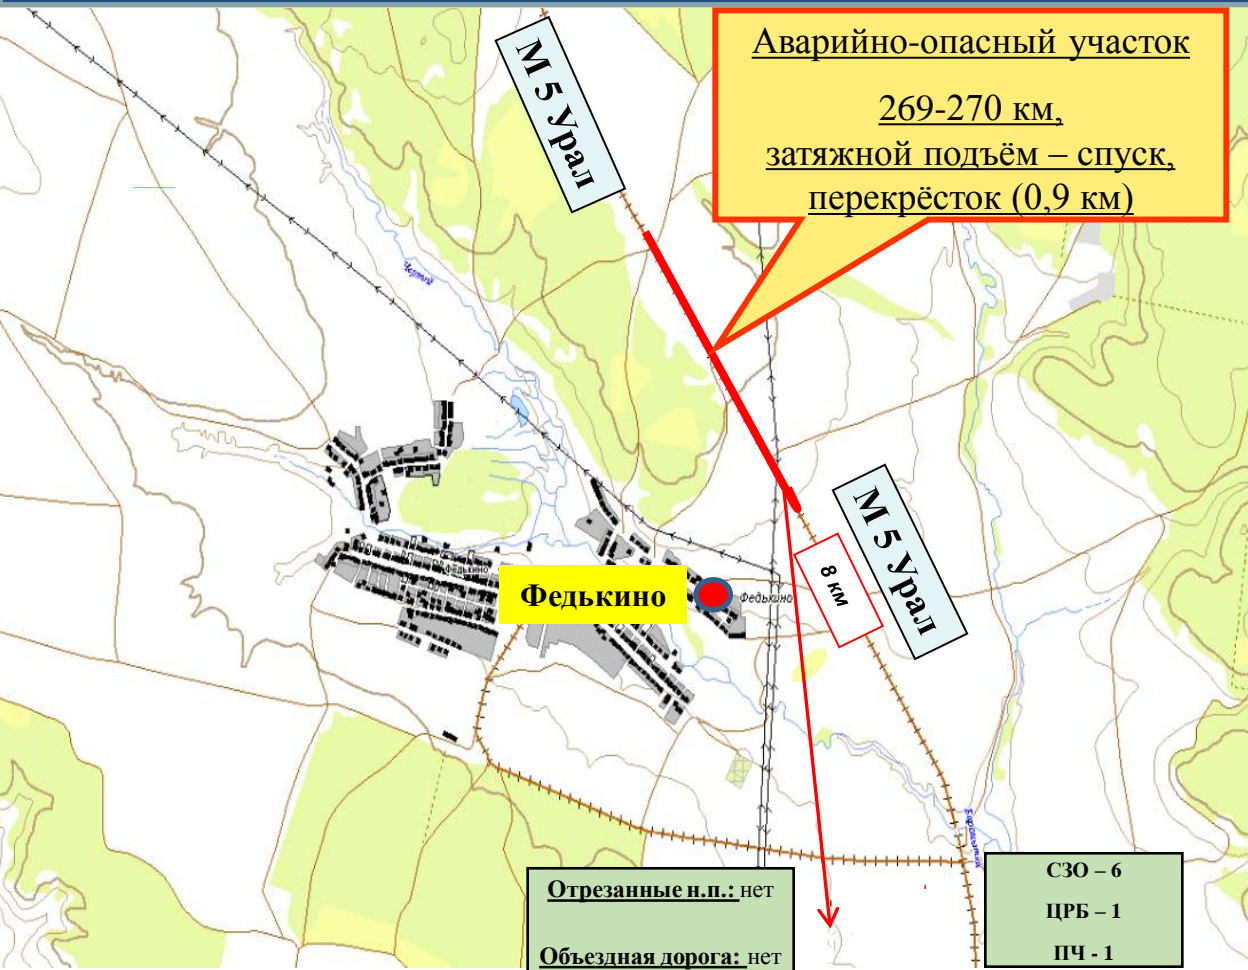 Аварийно-опасный участок
269-270 км,
затяжной подъём – спуск,
перекрёсток (0,9 км)
М 5 Урал
М 5 Урал
8 км
Федькино
Федькино
Федькино
Отрезанные н.п.: нет
Объездная дорога: нет
СЗО – 6
ЦРБ – 1
ПЧ - 1